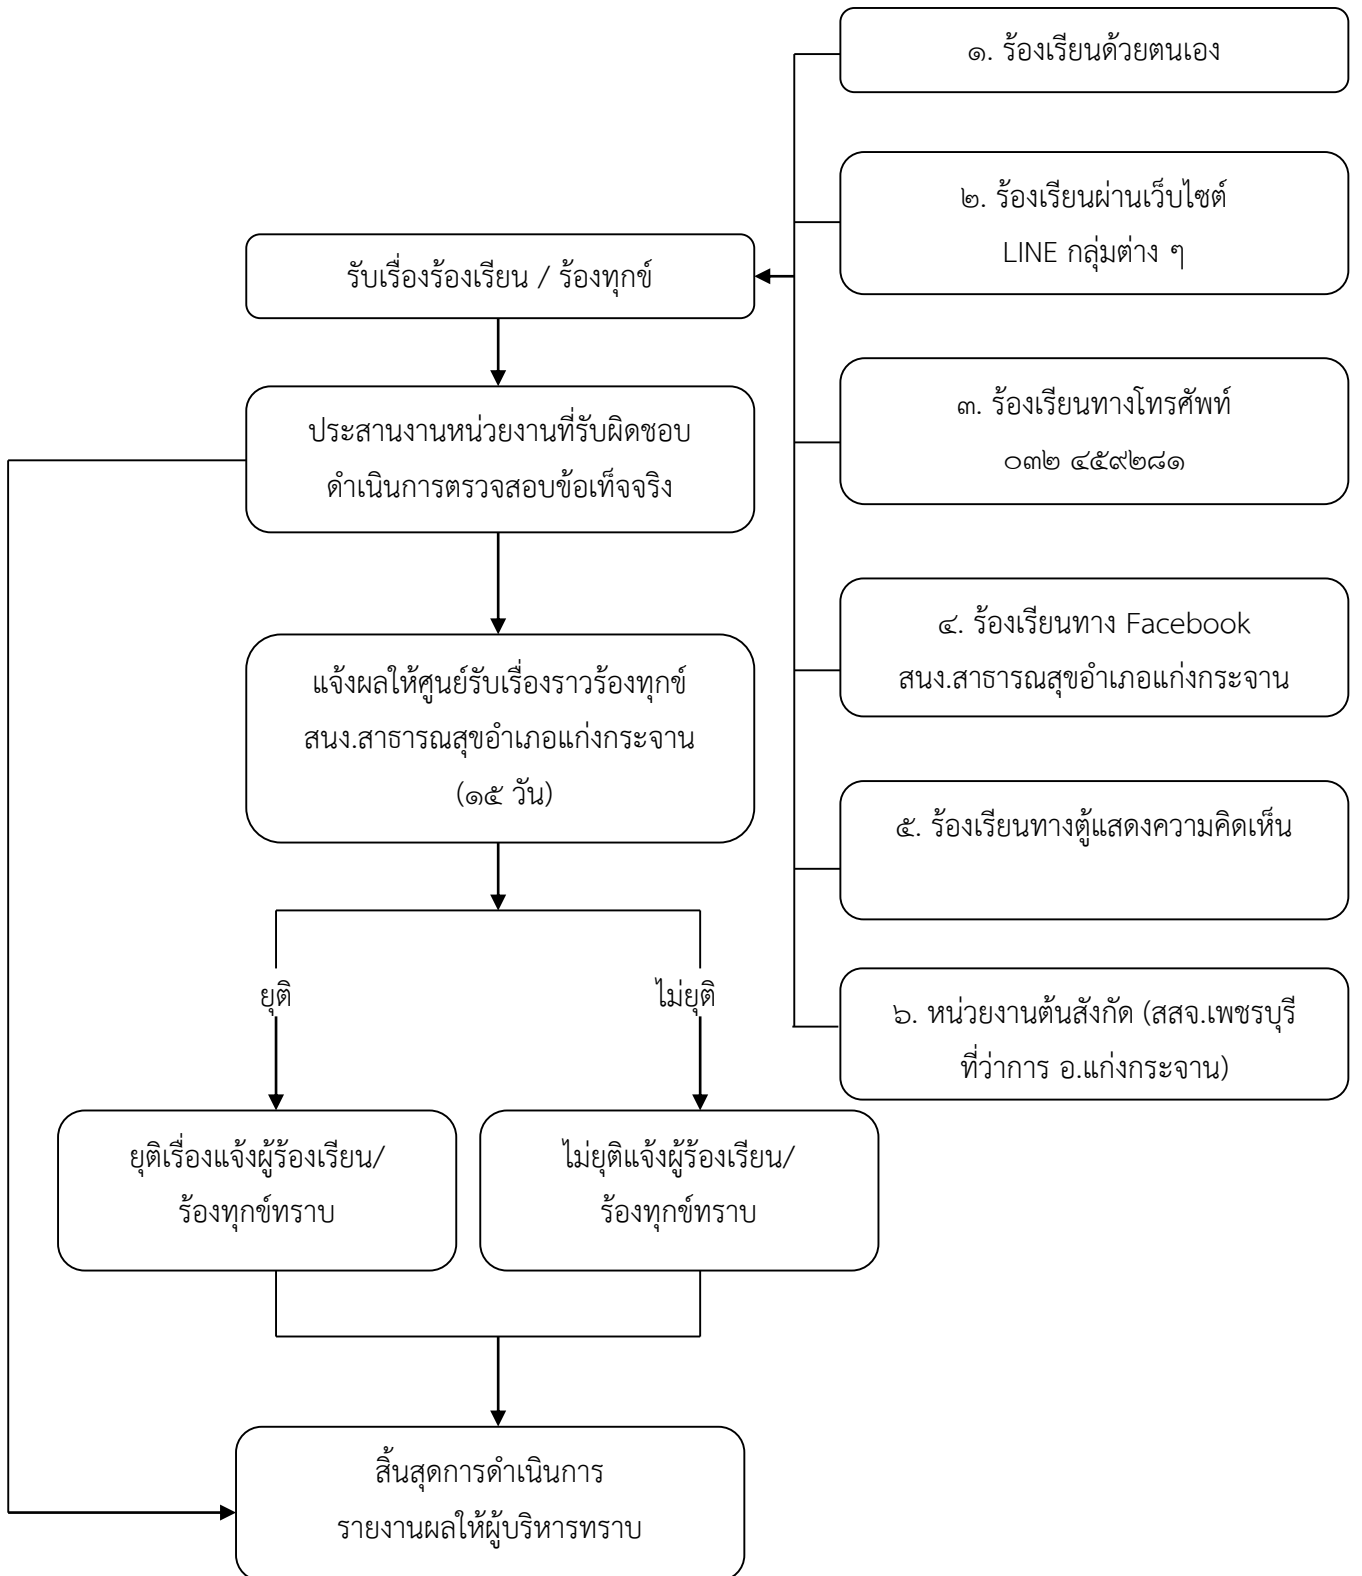 ๑. ร้องเรียนด้วยตนเอง
๒. ร้องเรียนผ่านเว็บไซต์
LINE กลุ่มต่าง ๆ
รับเรื่องร้องเรียน / ร้องทุกข์
๓. ร้องเรียนทางโทรศัพท์
๐๓๒ ๔๕๙๒๘๑
ประสานงานหน่วยงานที่รับผิดชอบ
ดำเนินการตรวจสอบข้อเท็จจริง
๔. ร้องเรียนทาง Facebook
สนง.สาธารณสุขอำเภอแก่งกระจาน
แจ้งผลให้ศูนย์รับเรื่องราวร้องทุกข์
สนง.สาธารณสุขอำเภอแก่งกระจาน
(๑๕ วัน)
๕. ร้องเรียนทางตู้แสดงความคิดเห็น
๖. หน่วยงานต้นสังกัด (สสจ.เพชรบุรี
ที่ว่าการ อ.แก่งกระจาน)
ยุติ
ไม่ยุติ
ยุติเรื่องแจ้งผู้ร้องเรียน/
ร้องทุกข์ทราบ
ไม่ยุติแจ้งผู้ร้องเรียน/
ร้องทุกข์ทราบ
สิ้นสุดการดำเนินการ
รายงานผลให้ผู้บริหารทราบ